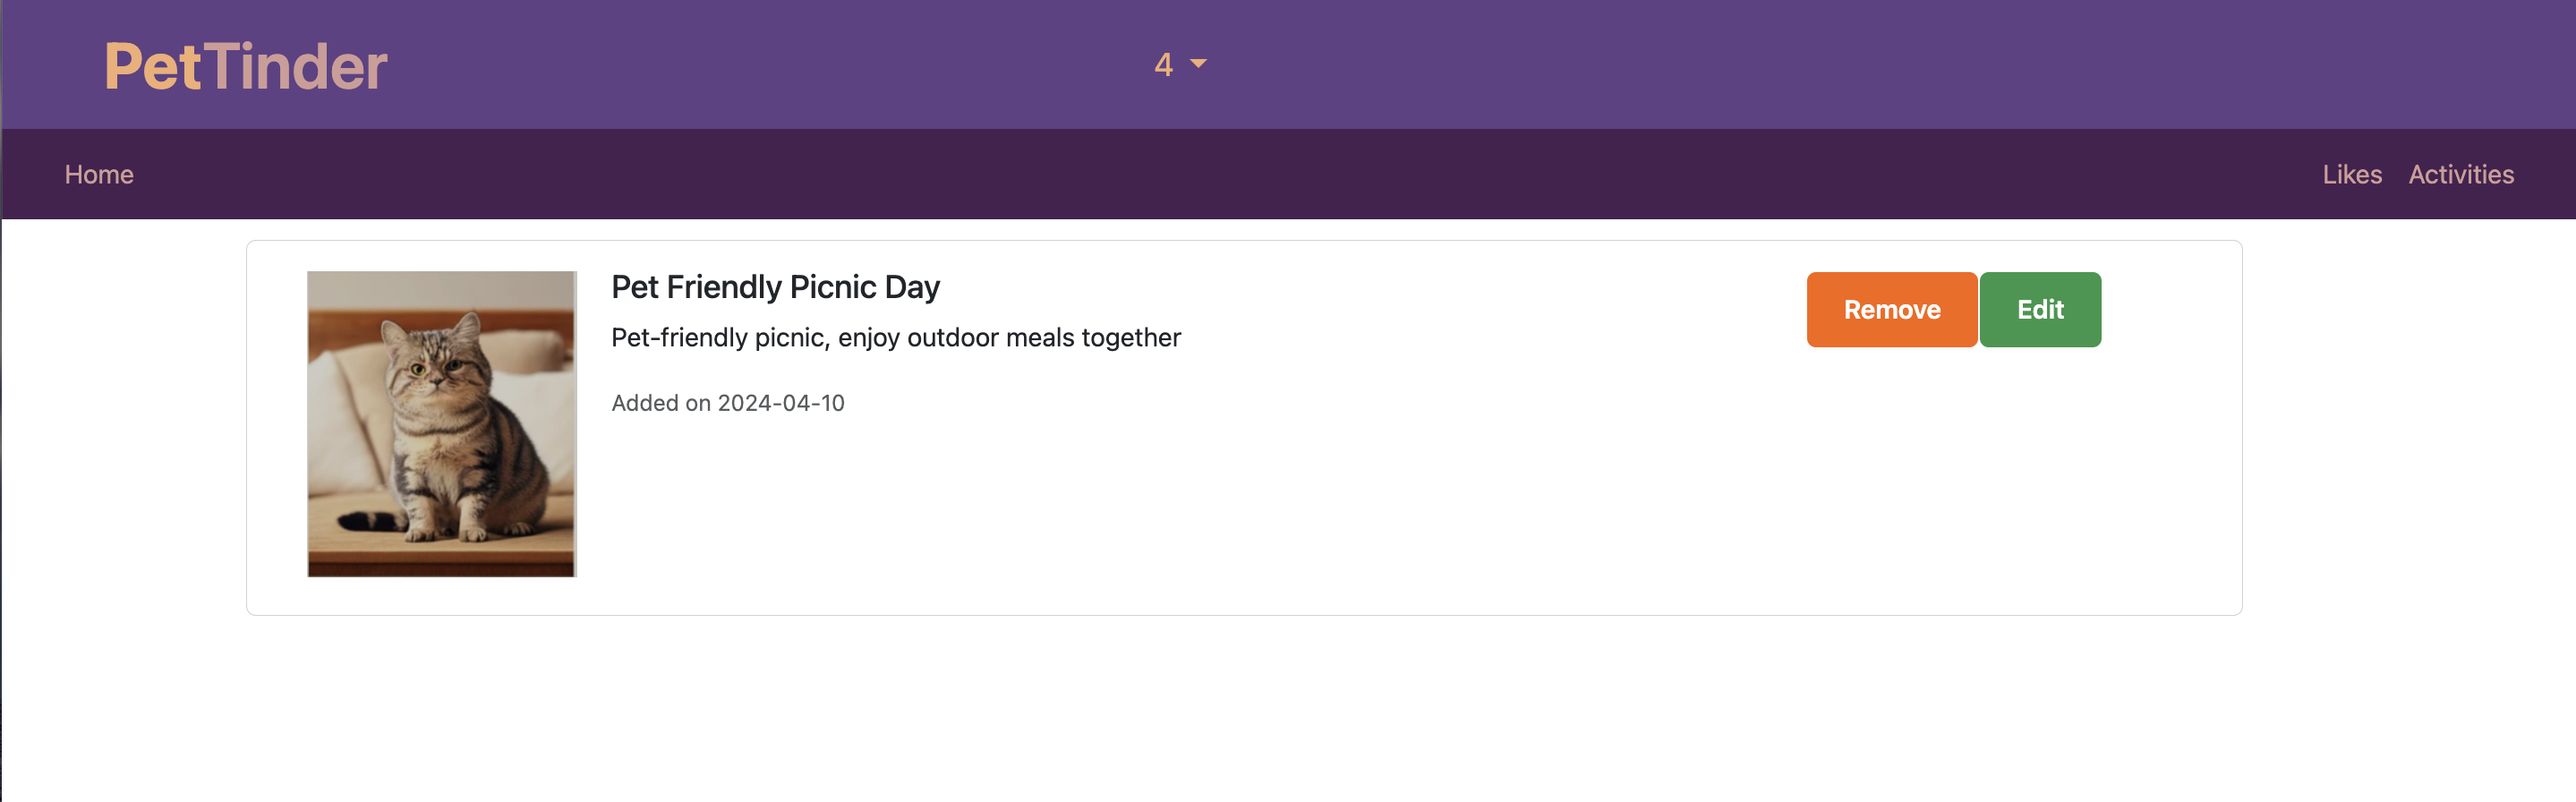 PetTinder
4
Home
Likes Activities
Pet Friendly Picnic Day
Pet-friendly picnic, enjoy outdoor meals together
Added on 2024-04-10
Remove Edit